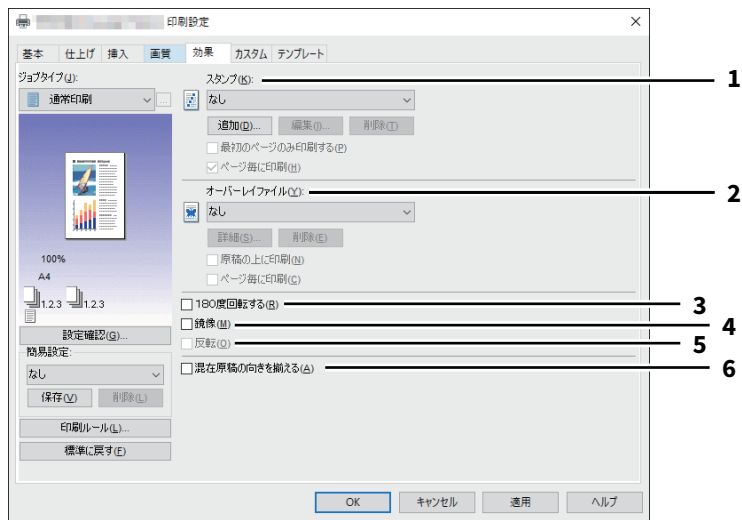 印刷設定
基本 仕上げ 挿入 画質 効果 カスタム テンプレート
ジョブタイプ(J):
通常印刷
...
100%
A4
1.2.3 1.2.3
設定確認(G)...
簡易設定:
なし
保存(V) 削除(L)
印刷ルール(L)...
標準に戻す(F)
スタンプ(K):
1
なし
追加(D)... 編集(I)... 削除(T)
最初のページのみ印刷する(P)
ページ毎に印刷(H)
オーバーレイファイル(Y):
2
なし
詳細(S)... 削除(E)
原稿の上に印刷(N)
ページ毎に印刷(C)
180度回転する(R)
3
鏡像(M)
4
反転(O)
5
混在原稿の向きを揃える(A)
6
OK キャンセル 適用 ヘルプ